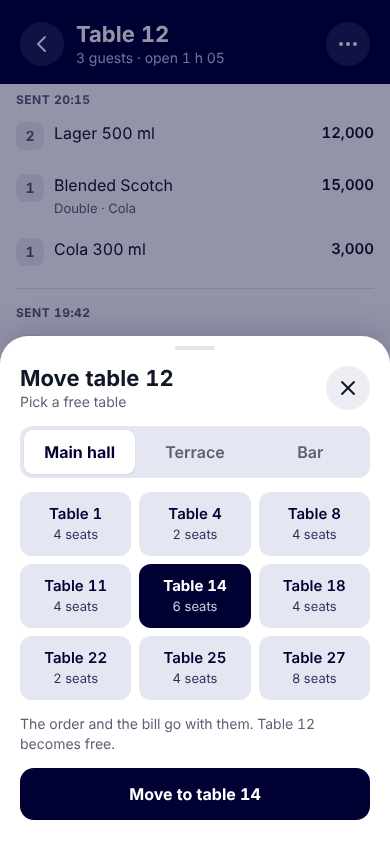 Table 12
3 guests · open 1 h 05
SENT 20:15
2 Lager 500 ml 12,000
1 Blended Scotch 15,000
Double · Cola
1 Cola 300 ml 3,000
SENT 19:42
Move table 12
Pick a free table
Main hall Terrace Bar
Table 1 Table 4 Table 8
4 seats 2 seats 4 seats
Table 11 Table 14 Table 18
4 seats 6 seats 4 seats
Table 22 Table 25 Table 27
2 seats 4 seats 8 seats
The order and the bill go with them. Table 12
becomes free.
Move to table 14